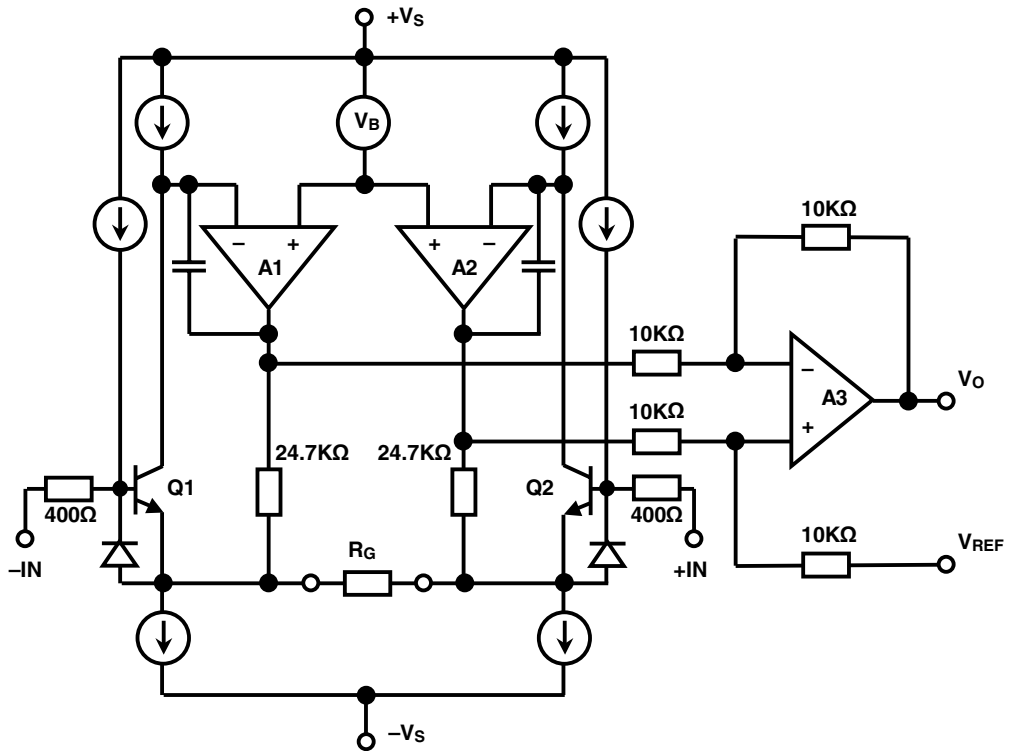 +VS
VB
− +
A1
+ −
A2
10KΩ
10KΩ
−
A3
+
VO
10KΩ
24.7KΩ
24.7KΩ
Q1
Q2
400Ω
400Ω
−IN
+IN
RG
10KΩ
VREF
−VS